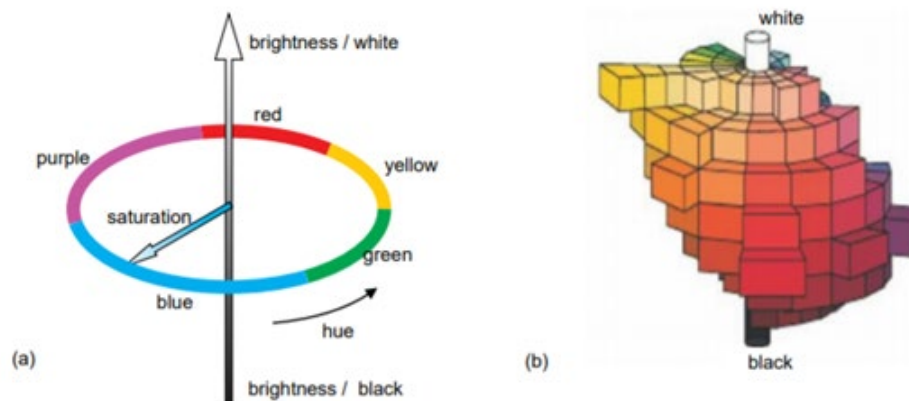 brightness / white
red
purple
yellow
saturation
green
blue
hue
(a)
brightness / black
white
(b)
black